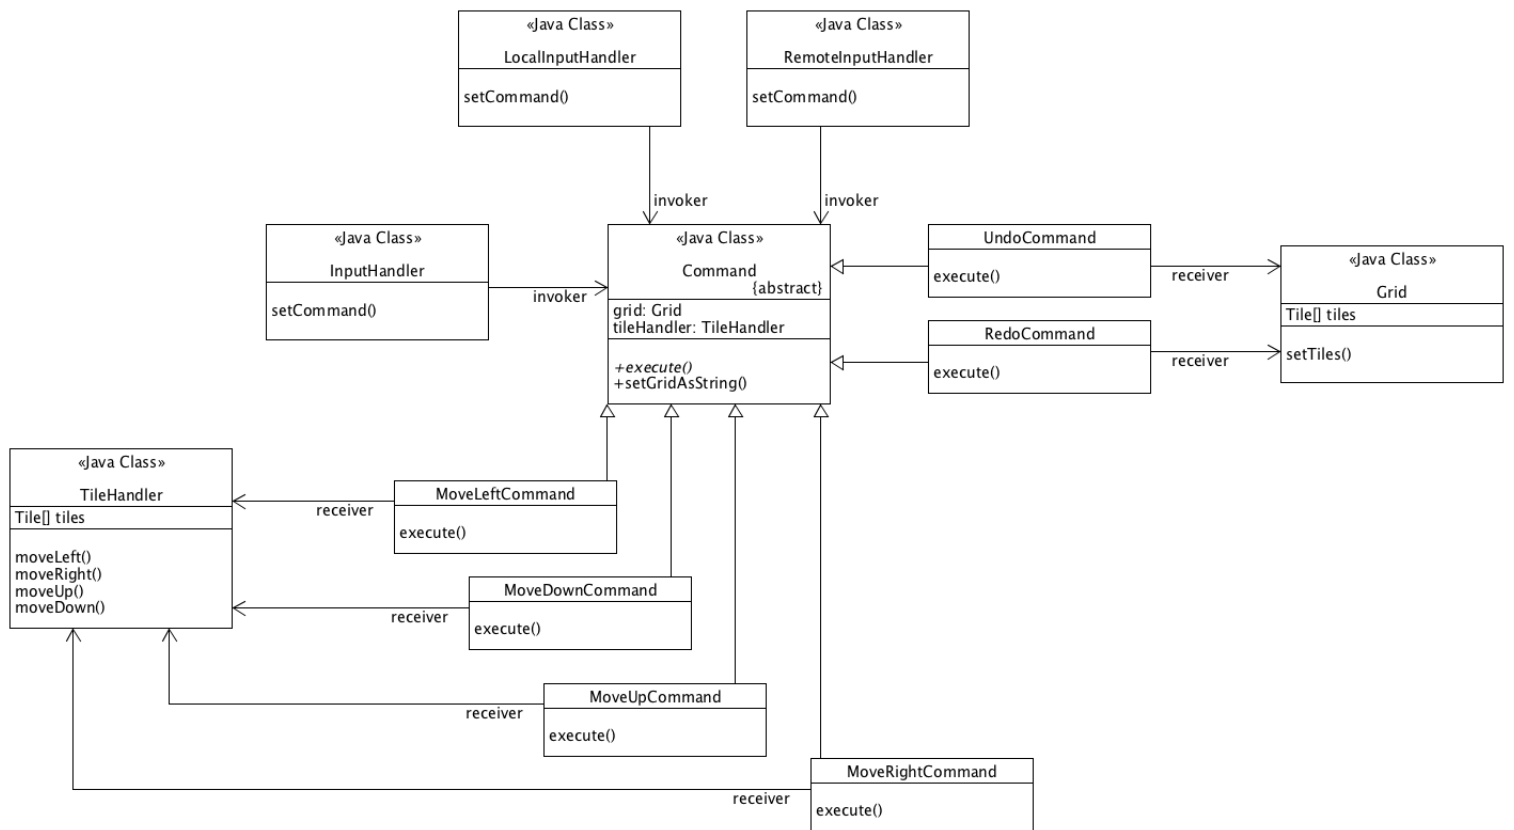 «Java Class»
LocalInputHandler
setCommand()
«Java Class»
RemoteInputHandler
setCommand()
invoker
invoker
«Java Class»
InputHandler
setCommand()
invoker
«Java Class»
Command
{abstract}
grid: Grid
tileHandler: TileHandler
+execute()
+setGridAsString()
UndoCommand
execute()
receiver
RedoCommand
execute()
receiver
«Java Class»
Grid
Tile[] tiles
setTiles()
«Java Class»
TileHandler
Tile[] tiles
moveLeft()
moveRight()
moveUp()
moveDown()
receiver
MoveLeftCommand
execute()
receiver
MoveDownCommand
execute()
receiver
MoveUpCommand
execute()
receiver
MoveRightCommand
execute()